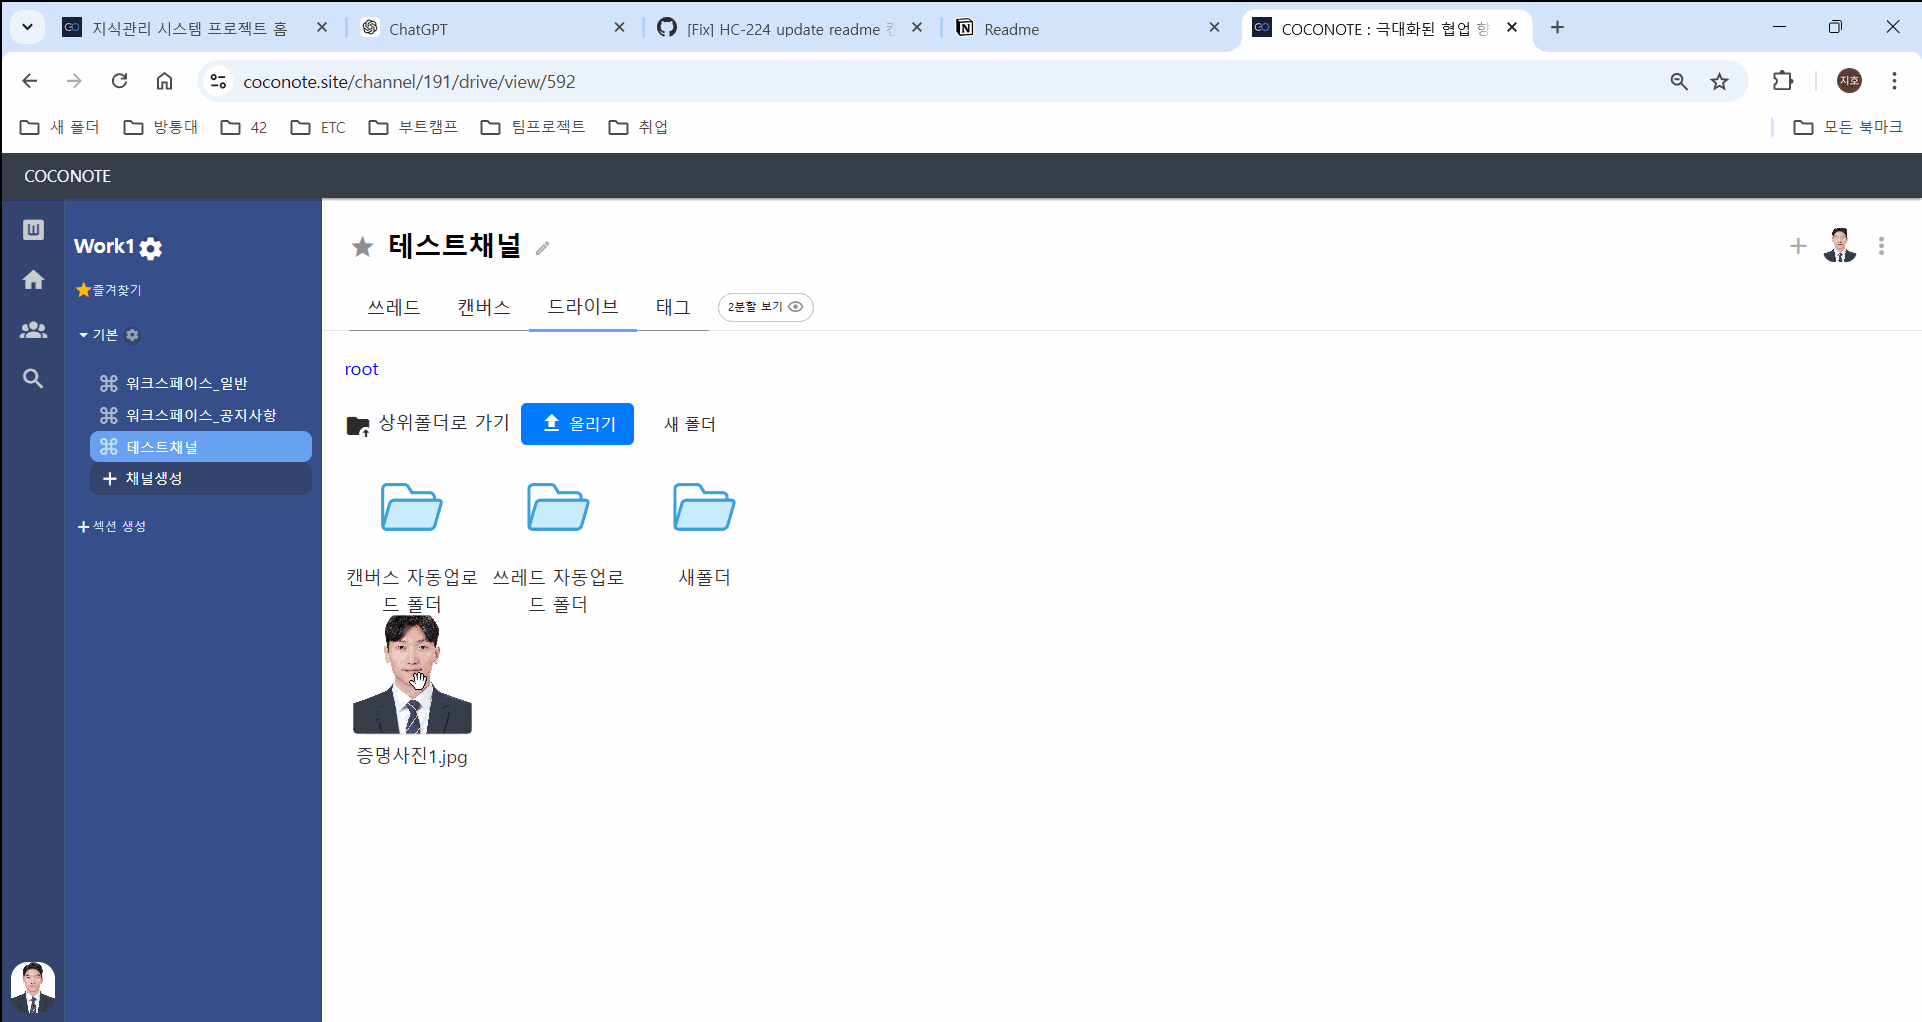 지식관리 시스템 프로젝트 홈
ChatGPT
[Fix] HC-224 update readme
Readme
COCONOTE : 극대화된 협업 향
coconote.site/channel/191/drive/view/592
지호
새 폴더
방통대
42
ETC
부트캠프
팀프로젝트
취업
모든 북마크
COCONOTE
W
Work1
즐겨찾기
기본
워크스페이스_일반
워크스페이스_공지사항
테스트채널
채널생성
섹션 생성
테스트채널
쓰레드
캔버스
드라이브
태그
2분할 보기
root
상위폴더로 가기
올리기
새 폴더
캔버스 자동업로
드 폴더
쓰레드 자동업로
드 폴더
새폴더
증명사진1.jpg